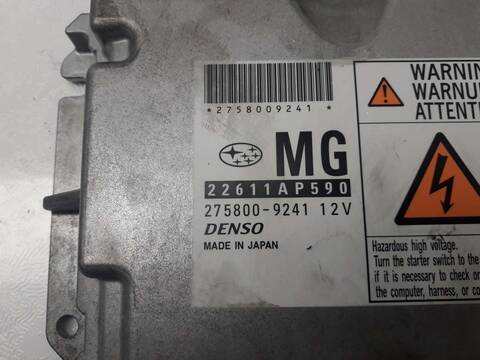 *2758009241*
MG
22611AP590
275800-9241 12V
DENSO
MADE IN JAPAN
WARNIN
WARNU
ATTENT
Hazardous high voltage.
Turn the starter switch to the
if it is necessary to check or
the computer, harness, or co